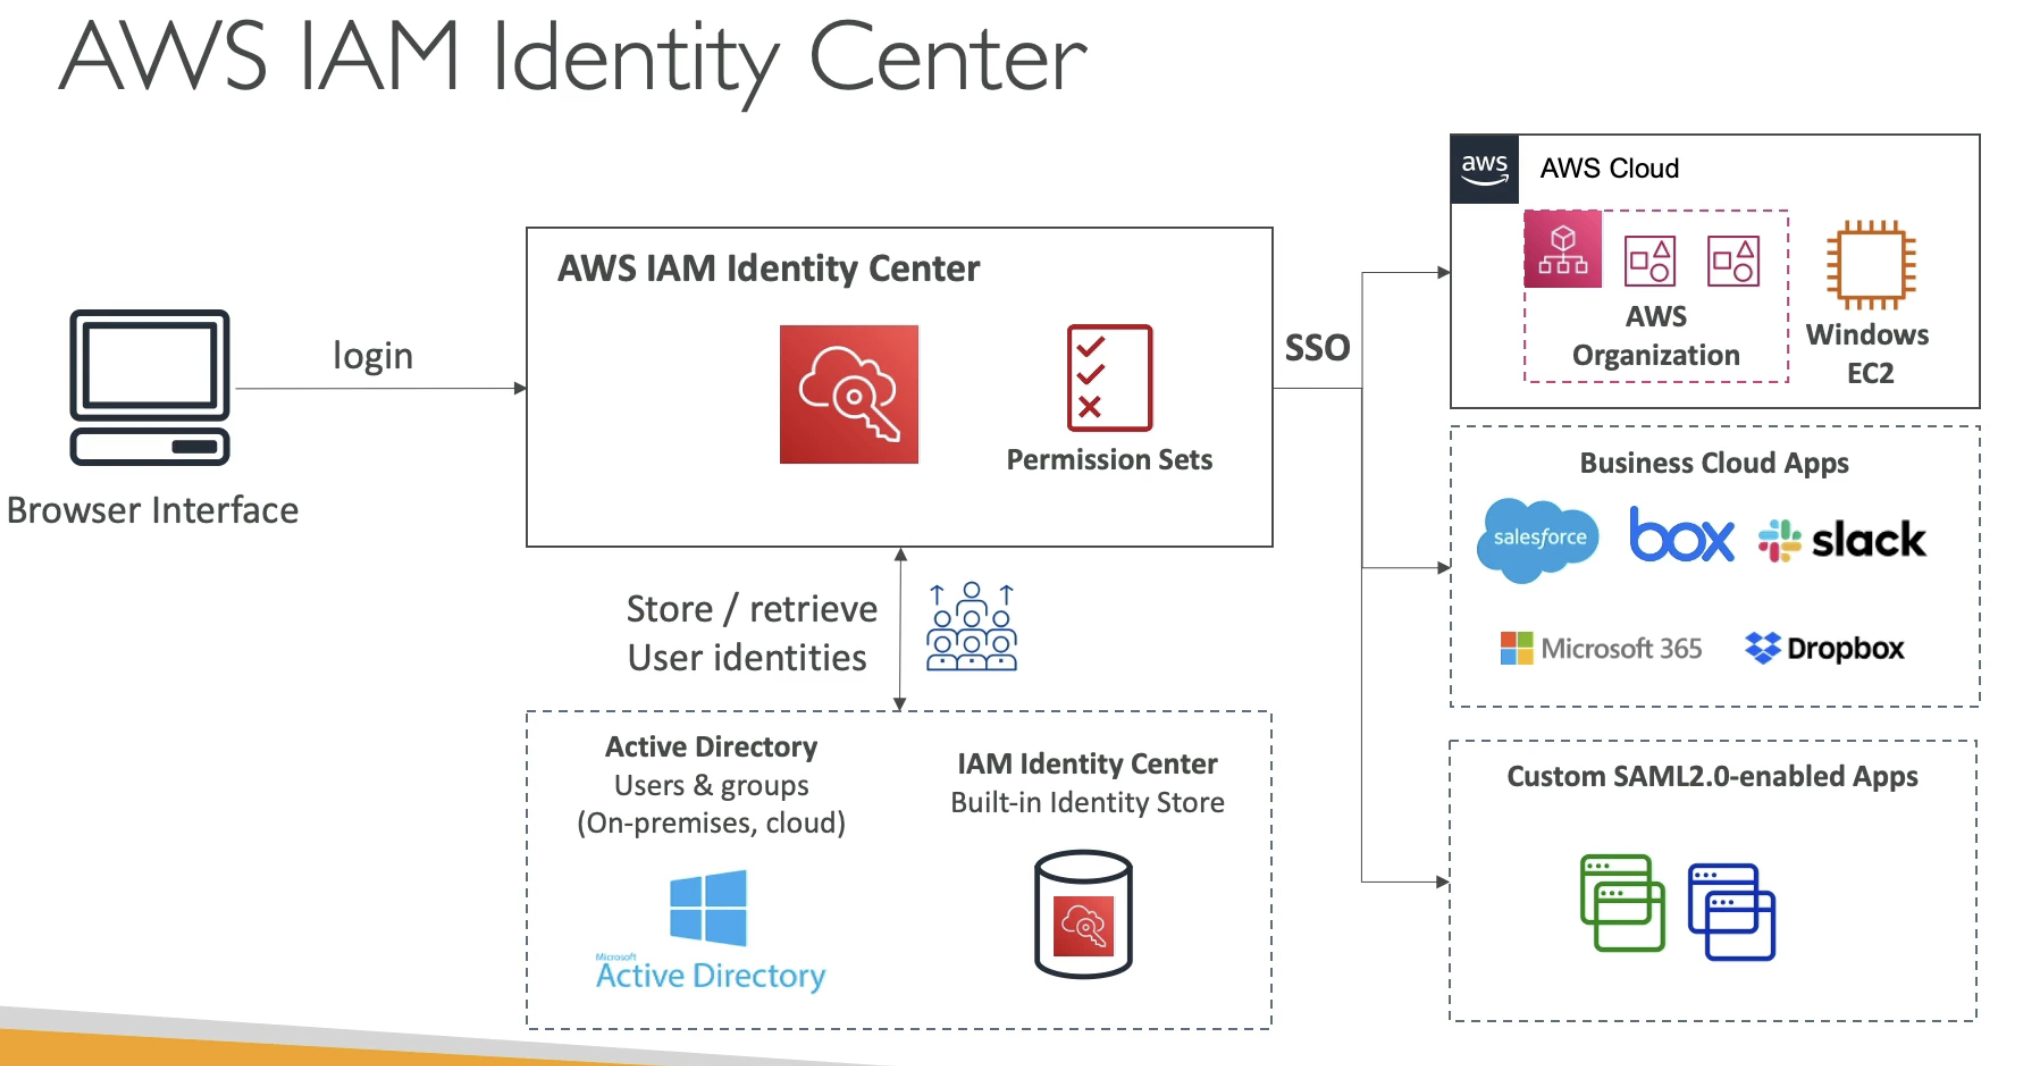 AWS IAM Identity Center
Browser Interface
login
AWS IAM Identity Center
Permission Sets
Store / retrieve
User identities
Active Directory
Users & groups
(On-premises, cloud)
Microsoft
Active Directory
IAM Identity Center
Built-in Identity Store
SSO
aws
AWS Cloud
AWS
Organization
Windows
EC2
Business Cloud Apps
salesforce
box
slack
Microsoft 365
Dropbox
Custom SAML2.0-enabled Apps